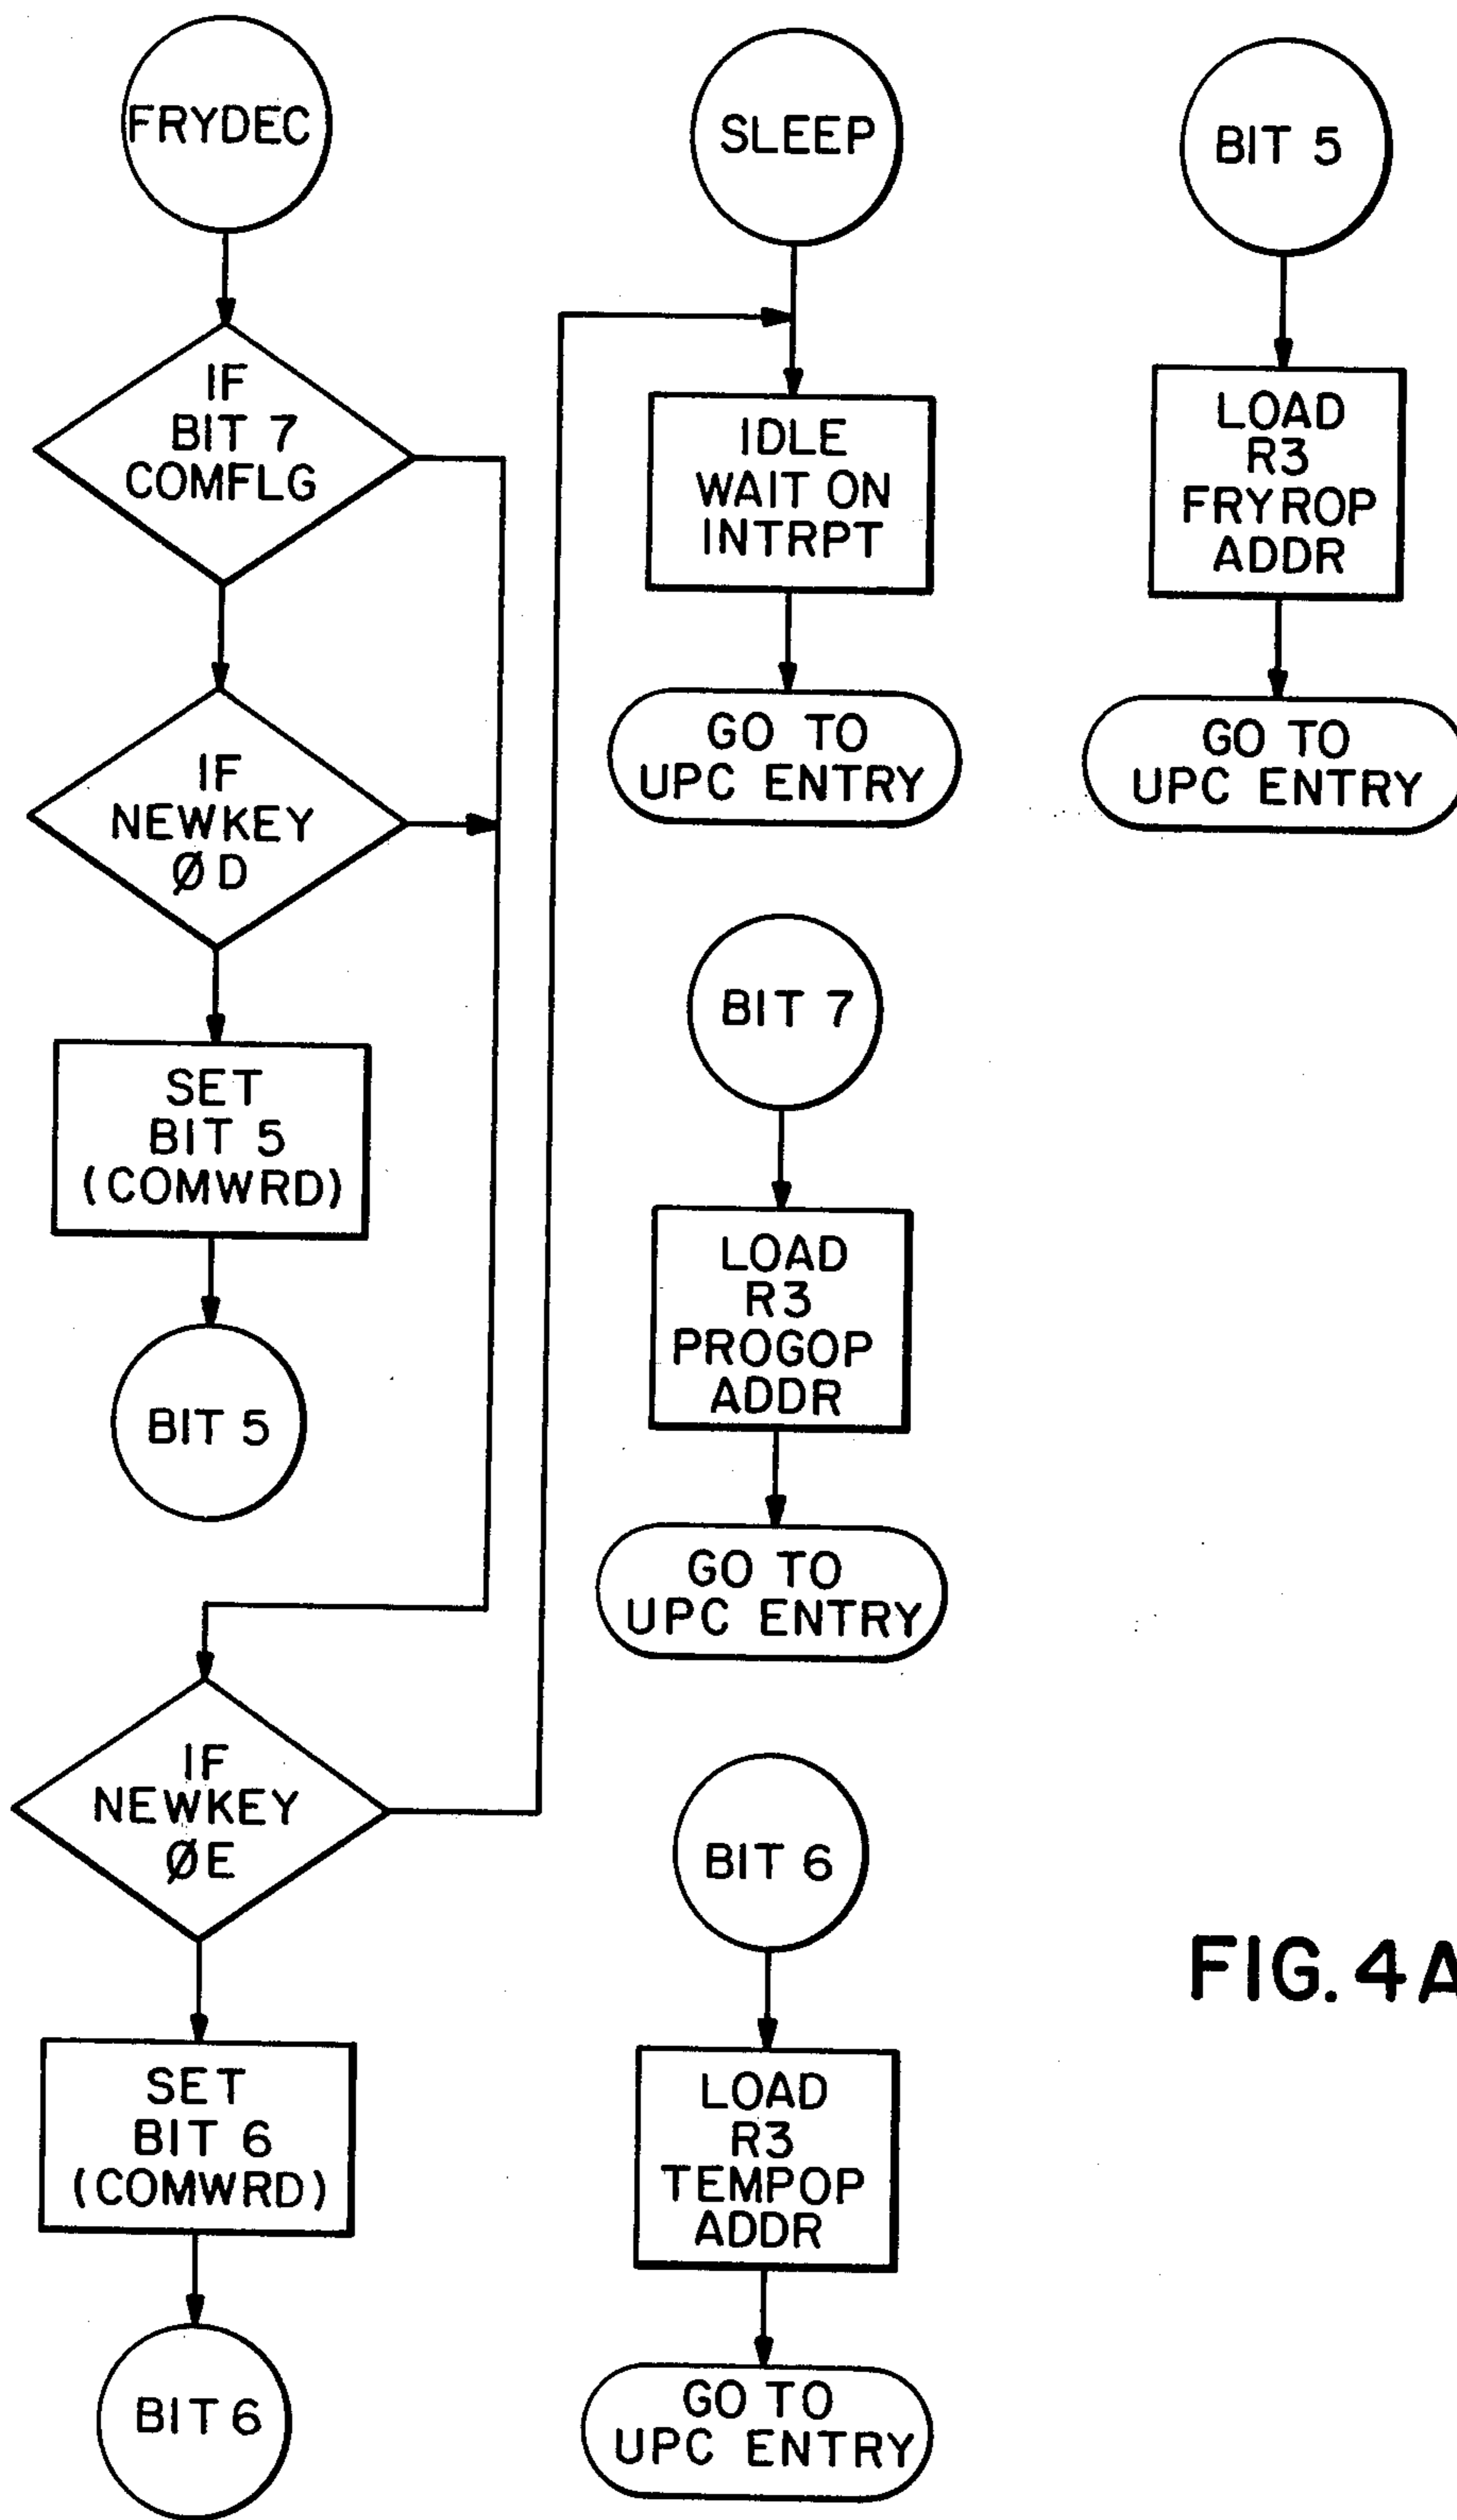 FRYDEC
IF
BIT 7
COMFLG
IF
NEWKEY
ØD
SET
BIT 5
(COMWRD)
BIT 5
IF
NEWKEY
ØE
SET
BIT 6
(COMWRD)
BIT 6
SLEEP
IDLE
WAIT ON
INTRPT
GO TO
UPC ENTRY
BIT 7
LOAD
R3
PROGOP
ADDR
GO TO
UPC ENTRY
BIT 6
LOAD
R3
TEMPOP
ADDR
GO TO
UPC ENTRY
BIT 5
LOAD
R3
FRYROP
ADDR
GO TO
UPC ENTRY
FIG. 4A